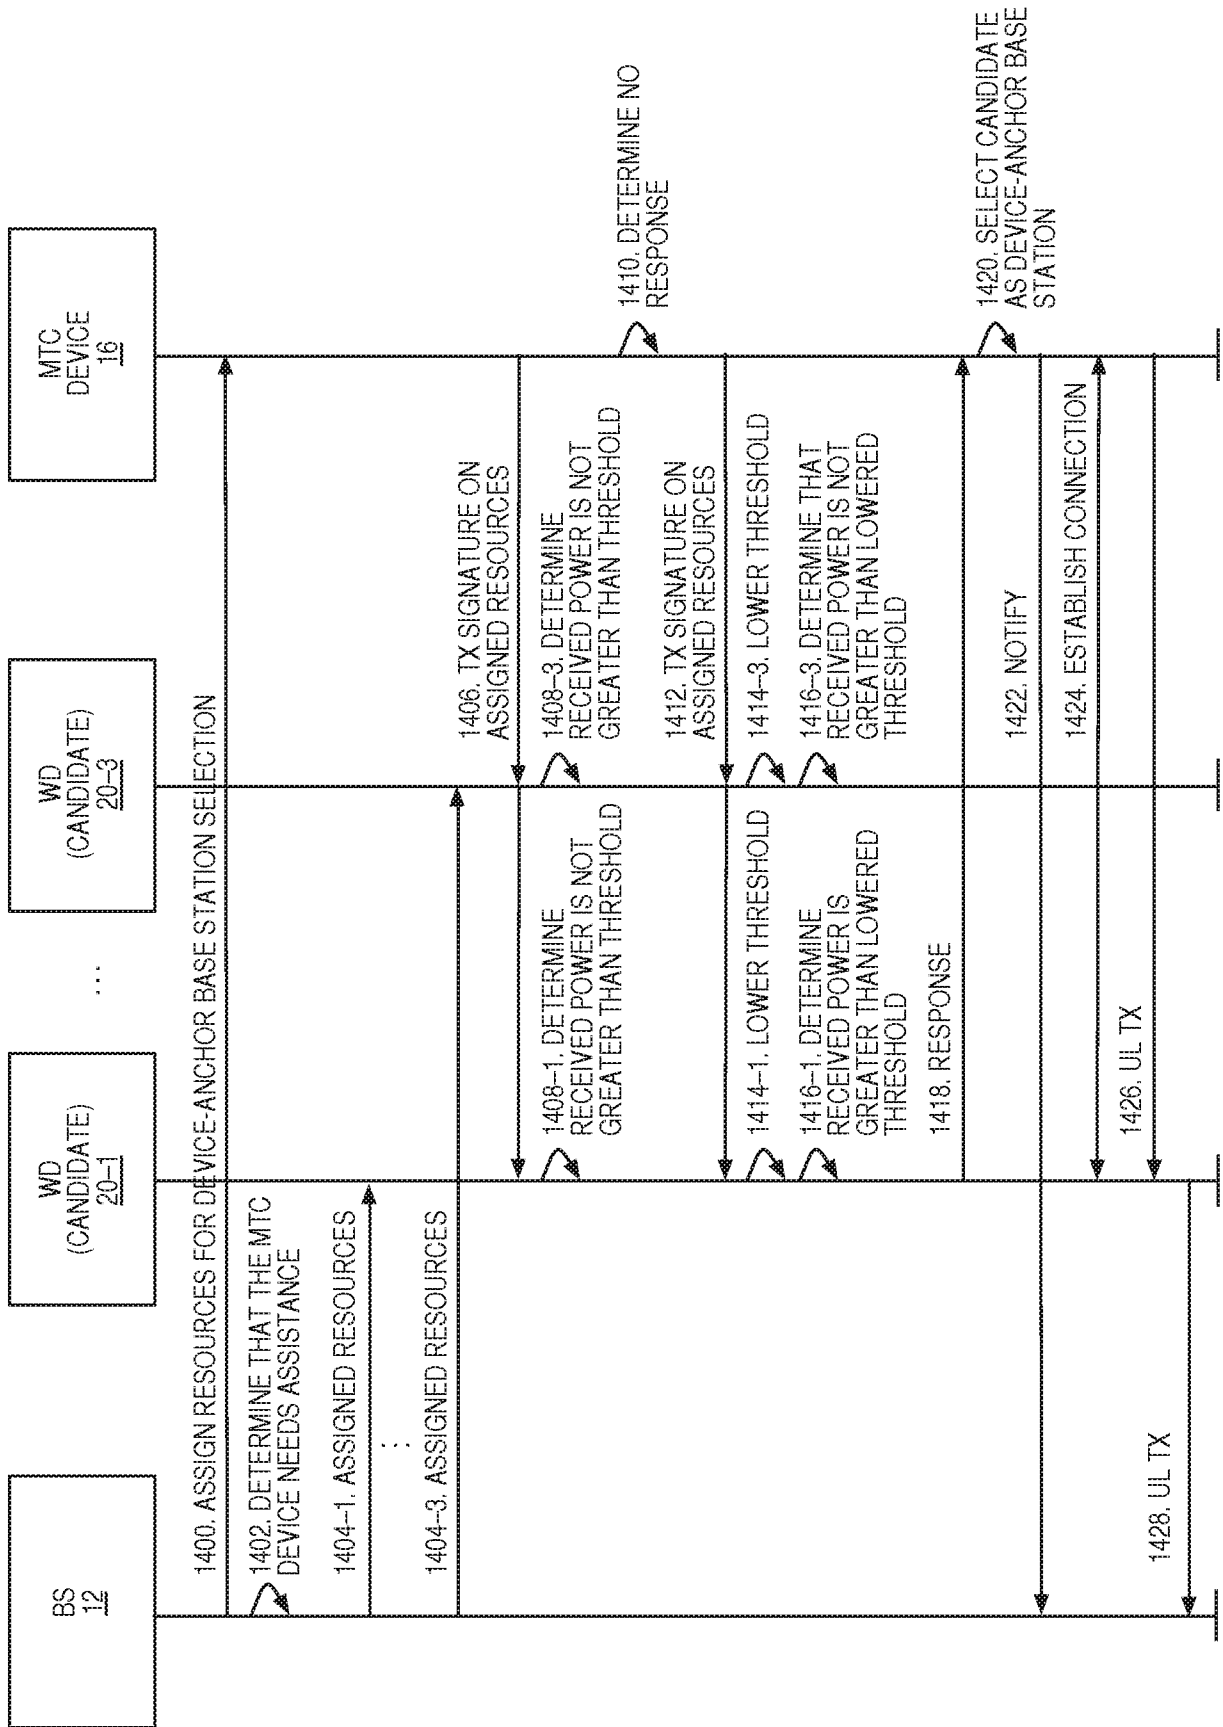 BS
12
WD
(CANDIDATE)
20–1
...
WD
(CANDIDATE)
20–3
MTC
DEVICE
16
1400. ASSIGN RESOURCES FOR DEVICE-ANCHOR BASE STATION SELECTION
1402. DETERMINE THAT THE MTC
DEVICE NEEDS ASSISTANCE
1404–1. ASSIGNED RESOURCES
...
1404–3. ASSIGNED RESOURCES
1406. TX SIGNATURE ON
ASSIGNED RESOURCES
1408–1. DETERMINE
RECEIVED POWER IS NOT
GREATER THAN THRESHOLD
1408–3. DETERMINE
RECEIVED POWER IS NOT
GREATER THAN THRESHOLD
1410. DETERMINE NO
RESPONSE
1412. TX SIGNATURE ON
ASSIGNED RESOURCES
1414–1. LOWER THRESHOLD
1414–3. LOWER THRESHOLD
1416–1. DETERMINE
RECEIVED POWER IS
GREATER THAN LOWERED
THRESHOLD
1416–3. DETERMINE THAT
RECEIVED POWER IS NOT
GREATER THAN LOWERED
THRESHOLD
1418. RESPONSE
1420. SELECT CANDIDATE
AS DEVICE-ANCHOR BASE
STATION
1422. NOTIFY
1424. ESTABLISH CONNECTION
1426. UL TX
1428. UL TX